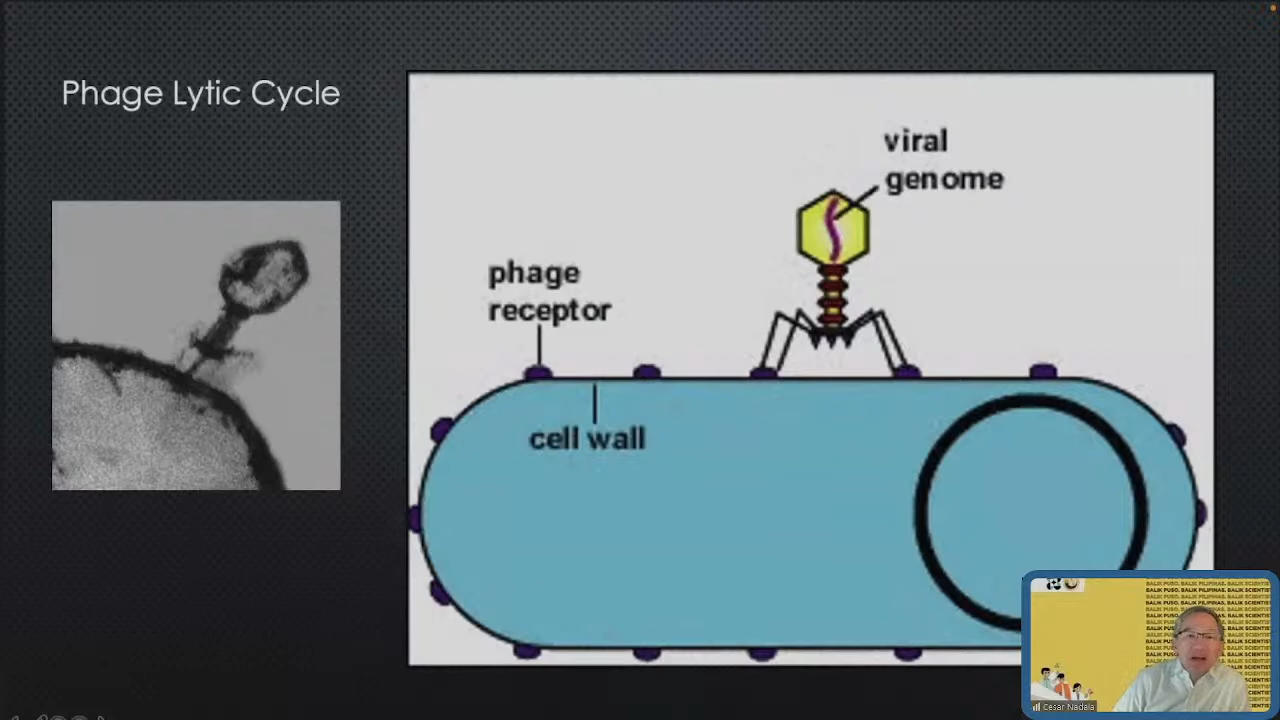 Phage Lytic Cycle
viral
genome
phage
receptor
cell wall
BALIK PUSO. BALIK PILIPINAS. BALIK SCIENTIST
Cesar Nadala